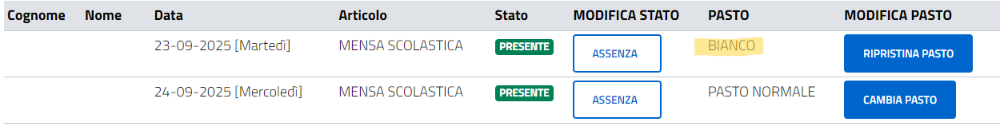 Cognome Nome Data Articolo Stato MODIFICA STATO PASTO MODIFICA PASTO
23-09-2025 [Martedì] MENSA SCOLASTICA PRESENTE ASSENZA BIANCO RIPRISTINA PASTO
24-09-2025 [Mercoledì] MENSA SCOLASTICA PRESENTE ASSENZA PASTO NORMALE CAMBIA PASTO